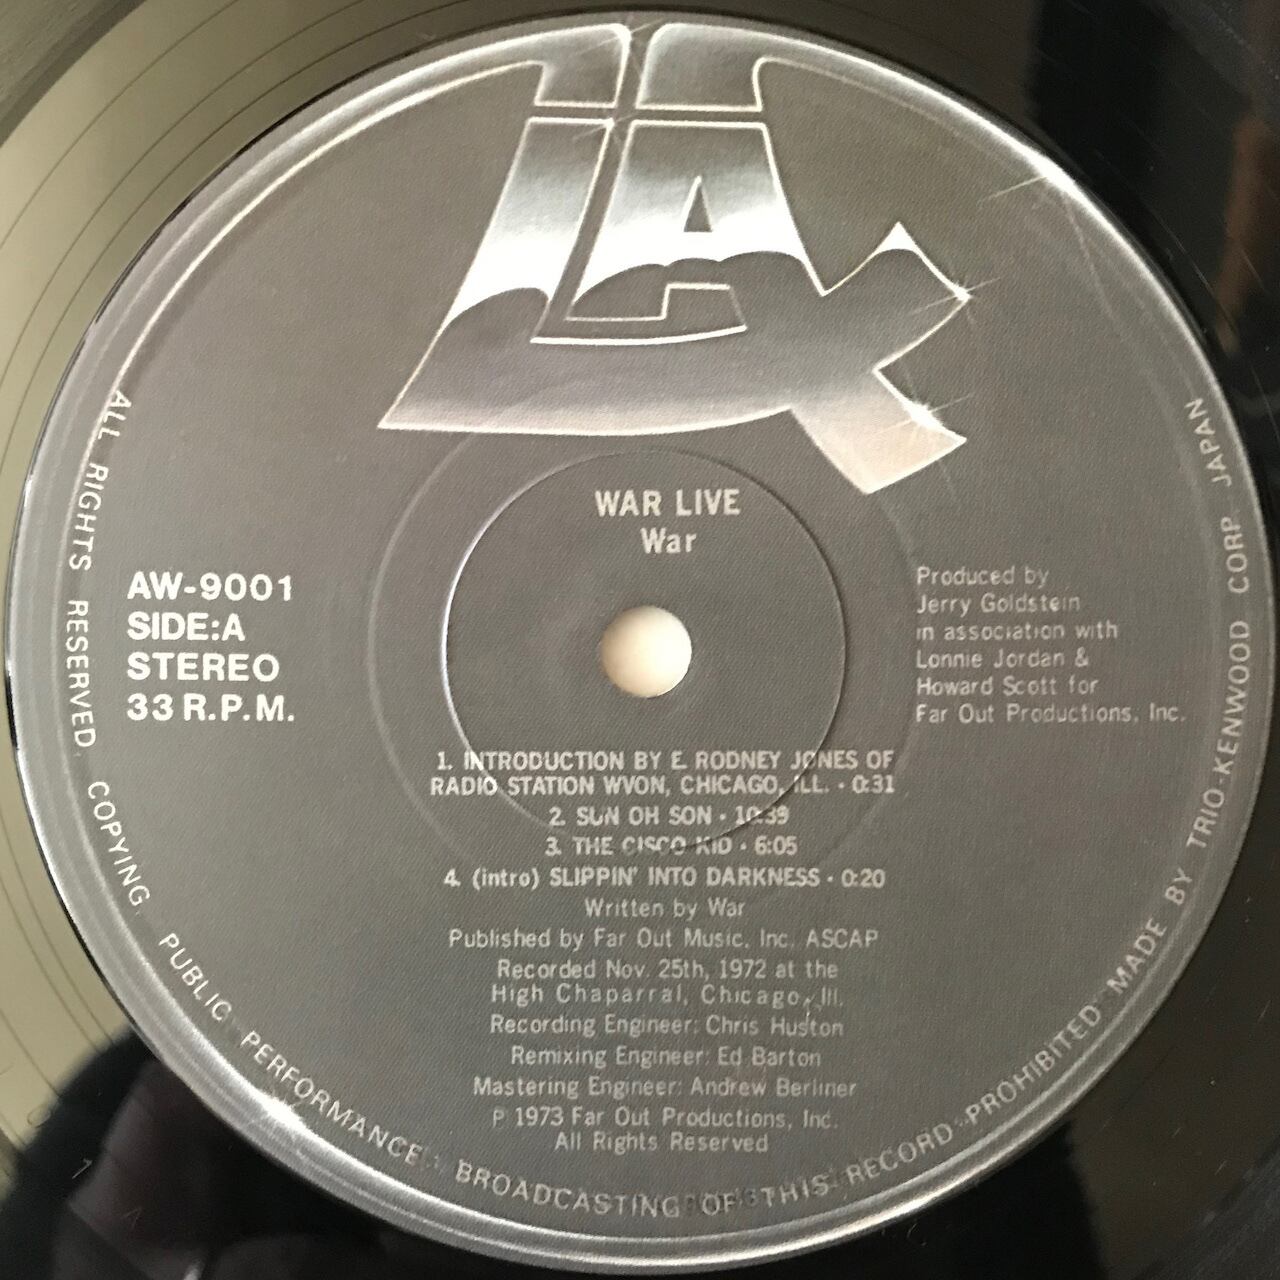 LAX
WAR LIVE
War
AW-9001
SIDE:A
STEREO
33 R.P.M.
Produced by
Jerry Goldstein
in association with
Lonnie Jordan &
Howard Scott for
Far Out Productions, Inc.
1. INTRODUCTION BY E. RODNEY JONES OF
RADIO STATION WVON, CHICAGO, ILL. • 0:31
2. SUN OH SON • 10:39
3. THE CISCO KID • 6:05
4. (intro) SLIPPIN' INTO DARKNESS • 0:20
Written by War
Published by Far Out Music, Inc. ASCAP
Recorded Nov. 25th, 1972 at the
High Chaparral, Chicago, Ill.
Recording Engineer: Chris Huston
Remixing Engineer: Ed Barton
Mastering Engineer: Andrew Berliner
℗ 1973 Far Out Productions, Inc.
All Rights Reserved
ALL RIGHTS RESERVED. COPYING. PUBLIC PERFORMANCE. BROADCASTING OF THIS RECORD PROHIBITED MADE BY TRIO-KENWOOD CORP. JAPAN